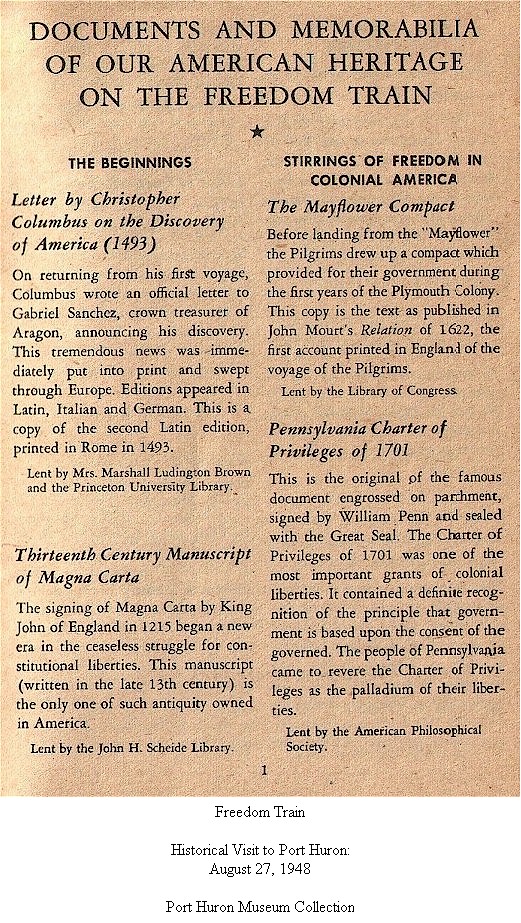 DOCUMENTS AND MEMORABILIA
OF OUR AMERICAN HERITAGE
ON THE FREEDOM TRAIN
★
THE BEGINNINGS
Letter by Christopher
Columbus on the Discovery
of America (1493)
On returning from his first voyage,
Columbus wrote an official letter to
Gabriel Sanchez, crown treasurer of
Aragon, announcing his discovery.
This tremendous news was imme-
diately put into print and swept
through Europe. Editions appeared in
Latin, Italian and German. This is a
copy of the second Latin edition,
printed in Rome in 1493.
Lent by Mrs. Marshall Ludington Brown
and the Princeton University Library.
Thirteenth Century Manuscript
of Magna Carta
The signing of Magna Carta by King
John of England in 1215 began a new
era in the ceaseless struggle for con-
stitutional liberties. This manuscript
(written in the late 13th century) is
the only one of such antiquity owned
in America.
Lent by the John H. Scheide Library.
STIRRINGS OF FREEDOM IN
COLONIAL AMERICA
The Mayflower Compact
Before landing from the "Mayflower"
the Pilgrims drew up a compact which
provided for their government during
the first years of the Plymouth Colony.
This copy is the text as published in
John Mourt's Relation of 1622, the
first account printed in England of the
voyage of the Pilgrims.
Lent by the Library of Congress.
Pennsylvania Charter of
Privileges of 1701
This is the original of the famous
document engrossed on parchment,
signed by William Penn and sealed
with the Great Seal. The Charter of
Privileges of 1701 was one of the
most important grants of colonial
liberties. It contained a definite recog-
nition of the principle that govern-
ment is based upon the consent of the
governed. The people of Pennsylvania
came to revere the Charter of Privi-
leges as the palladium of their liber-
ties.
Lent by the American Philosophical
Society.
1
Freedom Train
Historical Visit to Port Huron:
August 27, 1948
Port Huron Museum Collection